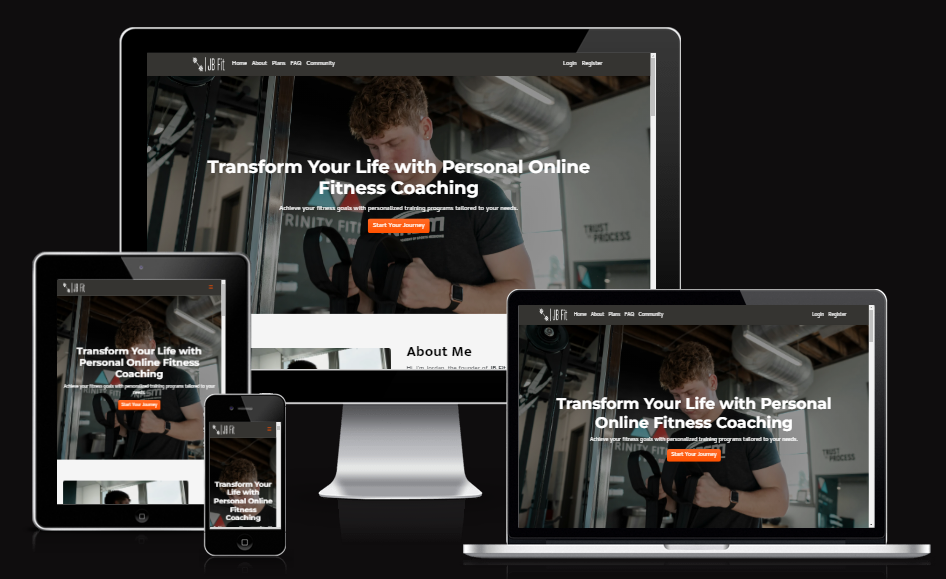 JB Fit
Home About Plans FAQ Community
Login Register
Transform Your Life with Personal Online
Fitness Coaching
Achieve your fitness goals with personalized training programs tailored to your needs.
Start Your Journey
TRINITY FITN
TRUST
PROCESS
About Me
Hi, I'm Jordan, the founder of JB Fit
JB Fit
Transform Your Life with
Personal Online Fitness
Coaching
Achieve your fitness goals with personalized training programs tailored to your
needs.
Start Your Journey
JB Fit
Transform Your
Life with
Personal Online
Fitness
Coaching
JB Fit
Home About Plans FAQ Community
Login Register
Transform Your Life with Personal
Online Fitness Coaching
Achieve your fitness goals with personalized training programs tailored to your needs.
Start Your Journey
TRUST
PROCESS